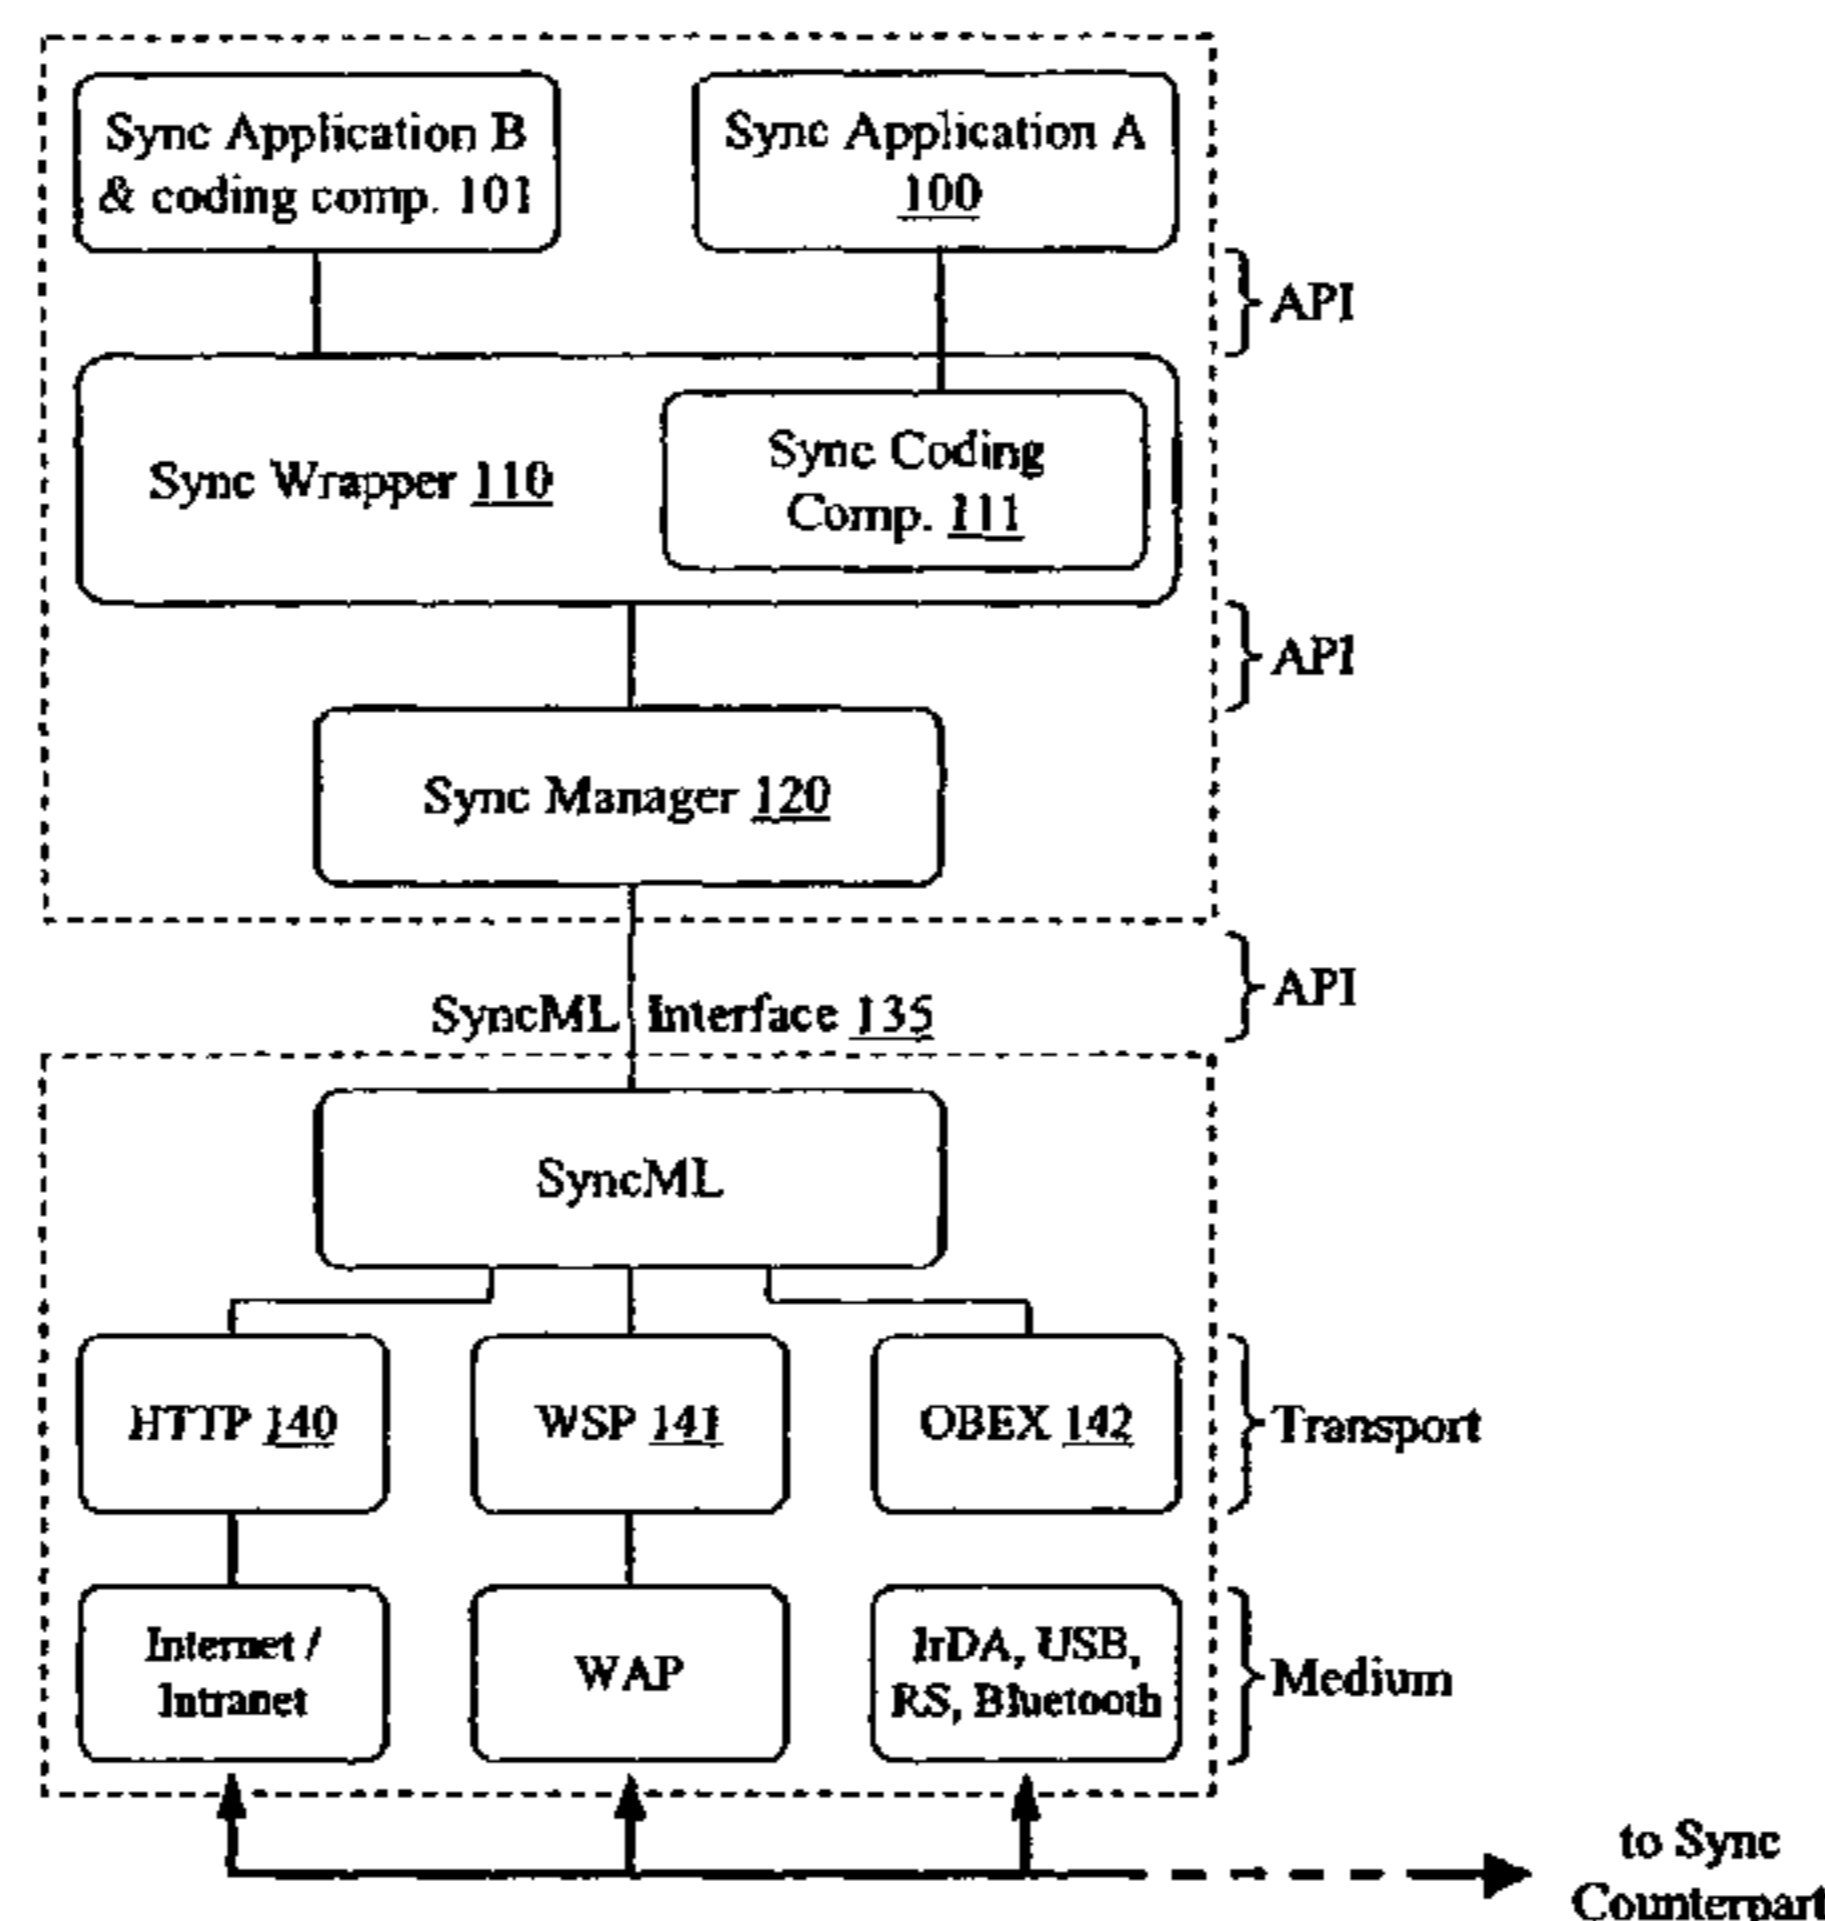 Sync Application B
& coding comp. 101
Sync Application A
100
API
Sync Wrapper 110
Sync Coding
Comp. 111
API
Sync Manager 120
API
SyncML Interface 135
SyncML
HTTP 140
WSP 141
OBEX 142
Transport
Internet /
Intranet
WAP
IrDA, USB,
RS, Bluetooth
Medium
to Sync
Counterpart